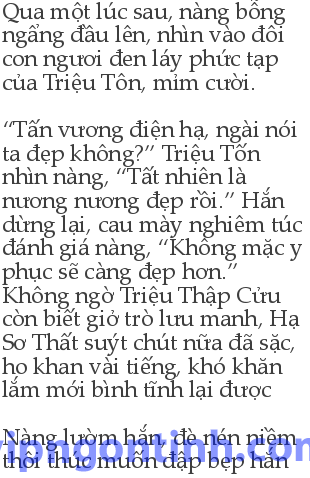 Qua một lúc sau, nàng bỗng
ngẩng đầu lên, nhìn vào đôi
con ngươi đen láy phức tạp
của Triệu Tôn, mỉm cười.
“Tấn vương điện hạ, ngài nói
ta đẹp không?” Triệu Tôn
nhìn nàng, “Tất nhiên là
nương nương đẹp rồi.” Hắn
dừng lại, cau mày nghiêm túc
đánh giá nàng, “Không mặc y
phục sẽ càng đẹp hơn.”
Không ngờ Triệu Thập Cửu
còn biết giở trò lưu manh, Hạ
Sơ Thất suýt chút nữa đã sặc,
ho khan vài tiếng, khó khăn
lắm mới bình tĩnh lại được
Nàng lườm hắn, đè nén niềm
thôi thúc muốn đập bẹp hắn
vipngontinh.com